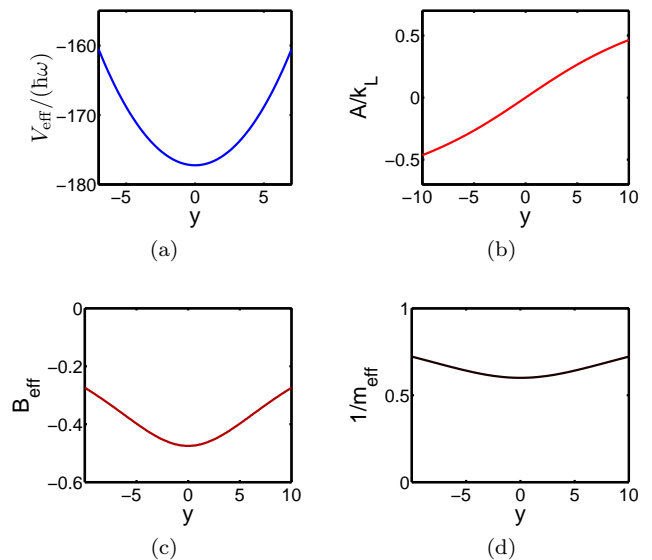 V_eff/(ħω)
−160
−170
−180
−5 0 5
y
(a)
A/k_L
0.5
0
−0.5
−10 −5 0 5 10
y
(b)
B_eff
0
−0.2
−0.4
−0.6
−5 0 5 10
y
(c)
1/m_eff
1
0.5
0
−5 0 5 10
y
(d)